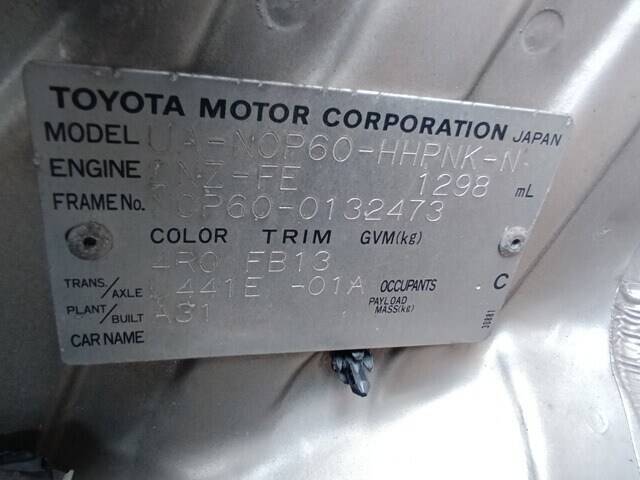 TOYOTA MOTOR CORPORATION JAPAN
MODEL UA-NCP60-HHPNK-N
ENGINE 2NZ-FE 1298 mL
FRAME No. NCP60-0132473
COLOR TRIM GVM(kg)
4R0 FB13
TRANS./AXLE U441E -01A OCCUPANTS C
PLANT/BUILT A31 PAYLOAD MASS(kg)
CAR NAME
30881